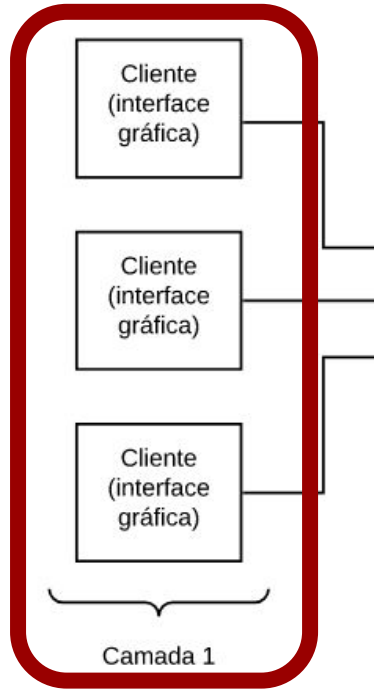 Cliente
(interface
gráfica)
Cliente
(interface
gráfica)
Cliente
(interface
gráfica)
Camada 1